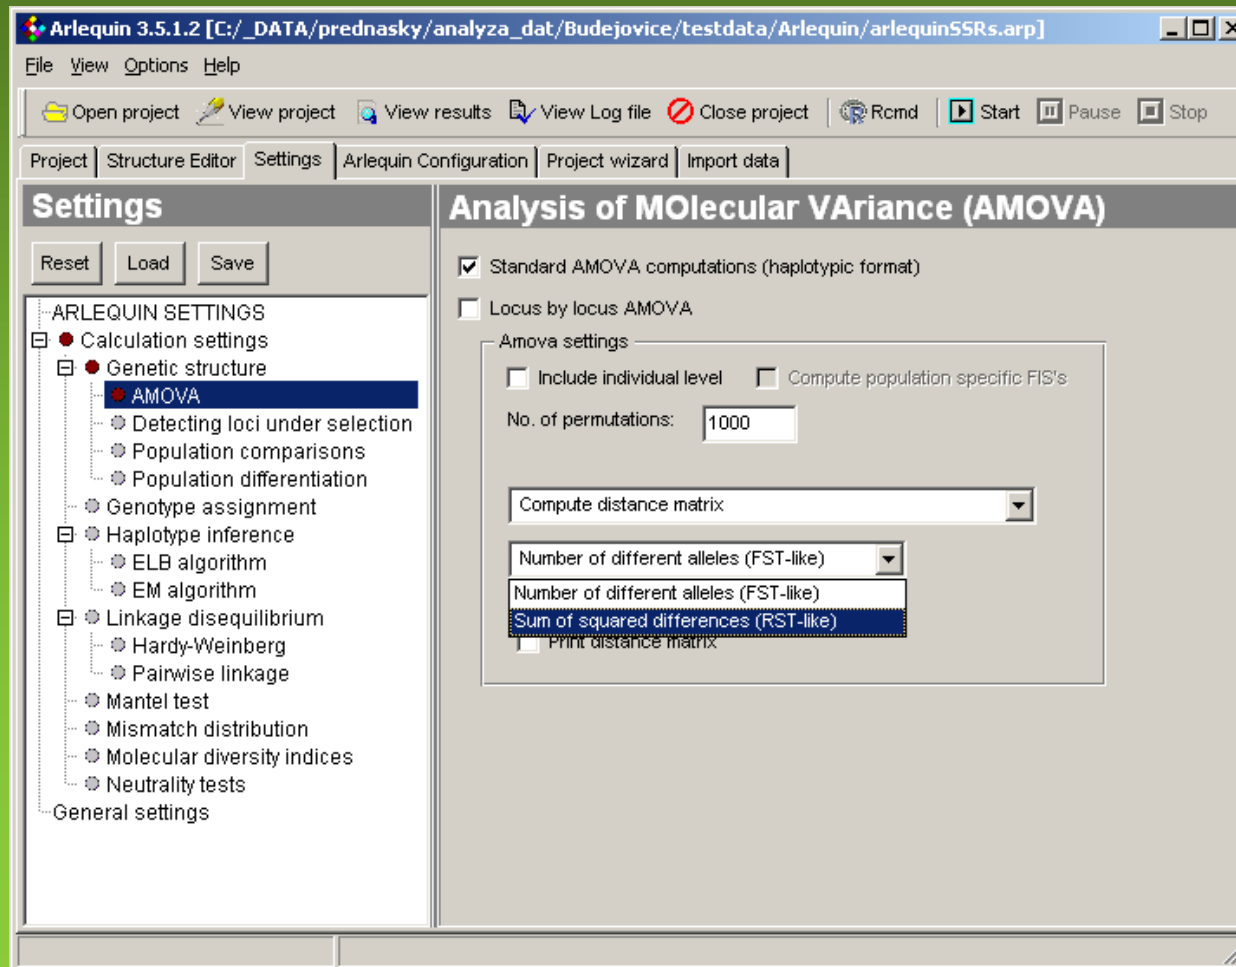 Arlequin 3.5.1.2 [C:/_DATA/prednasky/analyza_dat/Budejovice/testdata/Arlequin/arlequinSSRs.arp]
File View Options Help
Open project View project View results View Log file Close project Rcmd Start Pause Stop
Project Structure Editor Settings Arlequin Configuration Project wizard Import data
Settings
Reset Load Save
ARLEQUIN SETTINGS
Calculation settings
Genetic structure
AMOVA
Detecting loci under selection
Population comparisons
Population differentiation
Genotype assignment
Haplotype inference
ELB algorithm
EM algorithm
Linkage disequilibrium
Hardy-Weinberg
Pairwise linkage
Mantel test
Mismatch distribution
Molecular diversity indices
Neutrality tests
General settings
Analysis of MOlecular VAriance (AMOVA)
Standard AMOVA computations (haplotypic format)
Locus by locus AMOVA
Amova settings
Include individual level Compute population specific FIS's
No. of permutations: 1000
Compute distance matrix
Number of different alleles (FST-like)
Number of different alleles (FST-like)
Sum of squared differences (RST-like)
Print distance matrix